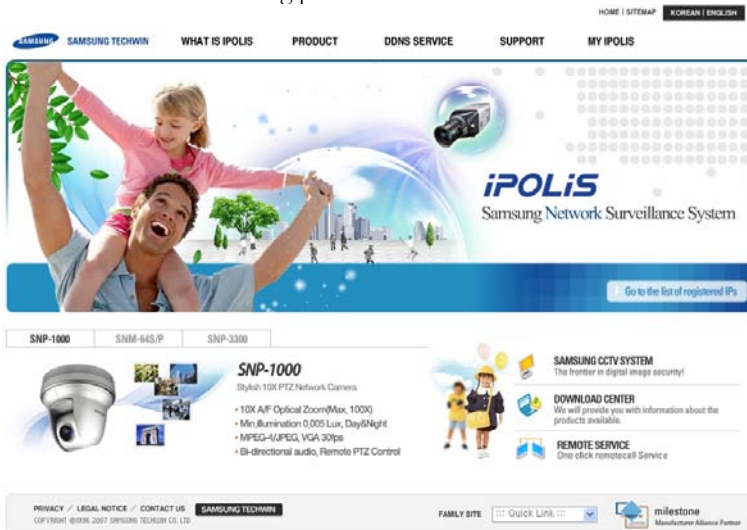 HOME | SITEMAP KOREAN | ENGLISH
SAMSUNG SAMSUNG TECHWIN WHAT IS IPOLIS PRODUCT DDNS SERVICE SUPPORT MY IPOLIS
iPOLiS
Samsung Network Surveillance System
Go to the list of registered IPs
SNP-1000 SNM-64S/P SNP-3300
SNP-1000
Stylish 10X PTZ Network Camera
• 10X A/F Optical Zoom(Max, 100X)
• Min,illumination 0,005 Lux, Day&Night
• MPEG-4/JPEG, VGA 30fps
• Bi-directional audio, Remote PTZ Control
SAMSUNG CCTV SYSTEM
The frontier in digital image security!
DOWNLOAD CENTER
We will provide you with information about the
products available.
REMOTE SERVICE
One click remotecall Service
PRIVACY / LEGAL NOTICE / CONTACT US SAMSUNG TECHWIN
COPYRIGHT @1996 2007 SAMSUNG TECHWIN CO. LTD
FAMILY SITE ::: Quick Link :::
milestone
Manufacturer Alliance Partner